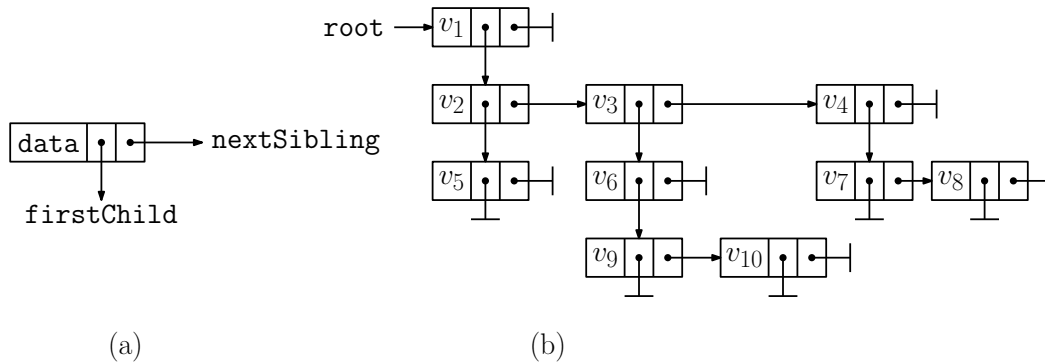 root
v1
v2
v3
v4
data
nextSibling
firstChild
v5
v6
v7
v8
v9
v10
(a)
(b)